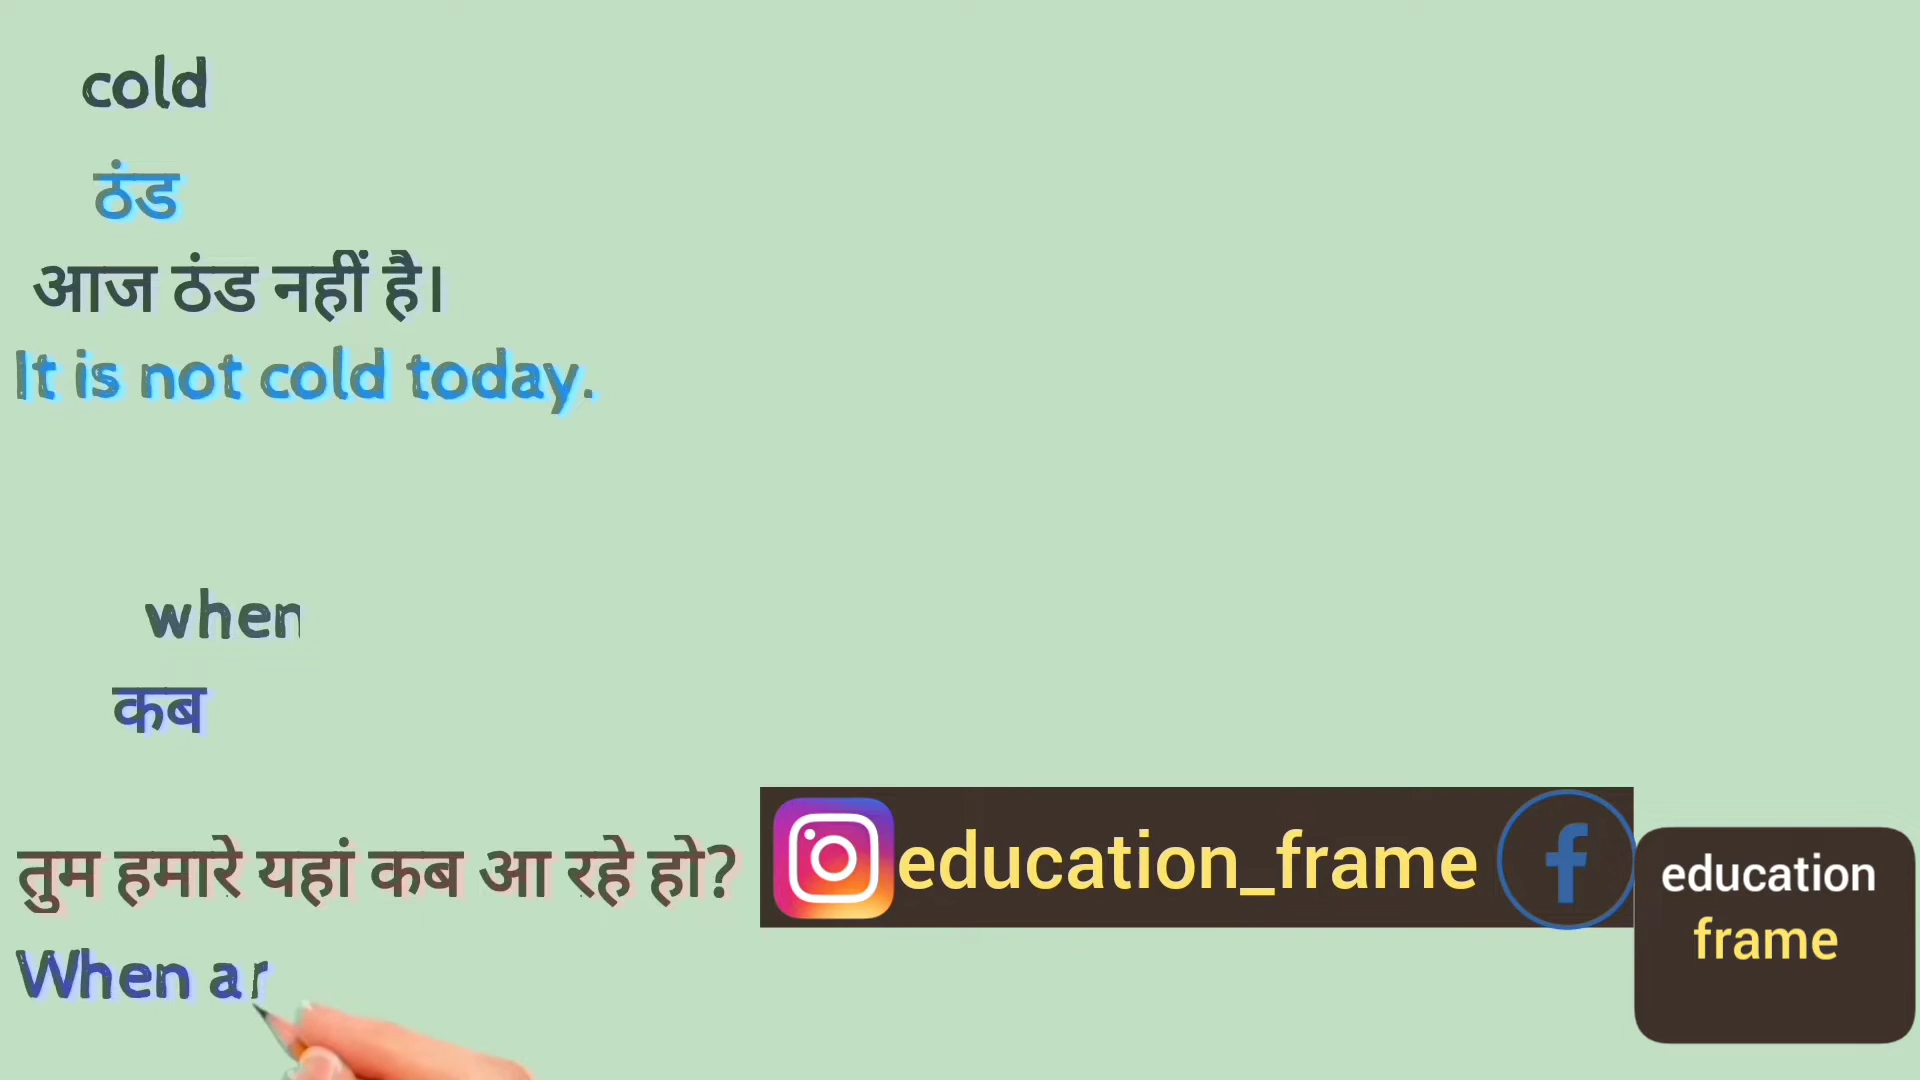 cold
ठंड
आज ठंड नहीं है।
It is not cold today.
when
कब
तुम हमारे यहां कब आ रहे हो?
When ar
education_frame
education
frame